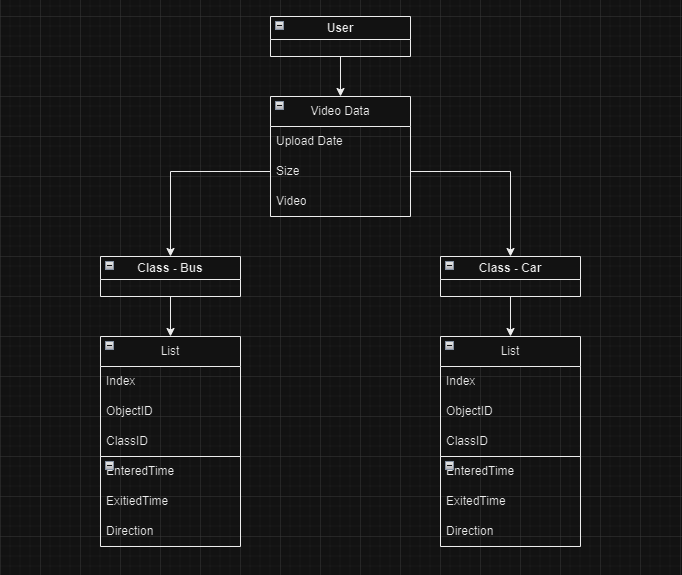 User
Video Data
Upload Date
Size
Video
Class - Bus
Class - Car
List
Index
ObjectID
ClassID
EnteredTime
ExitiedTime
Direction
List
Index
ObjectID
ClassID
EnteredTime
ExitedTime
Direction